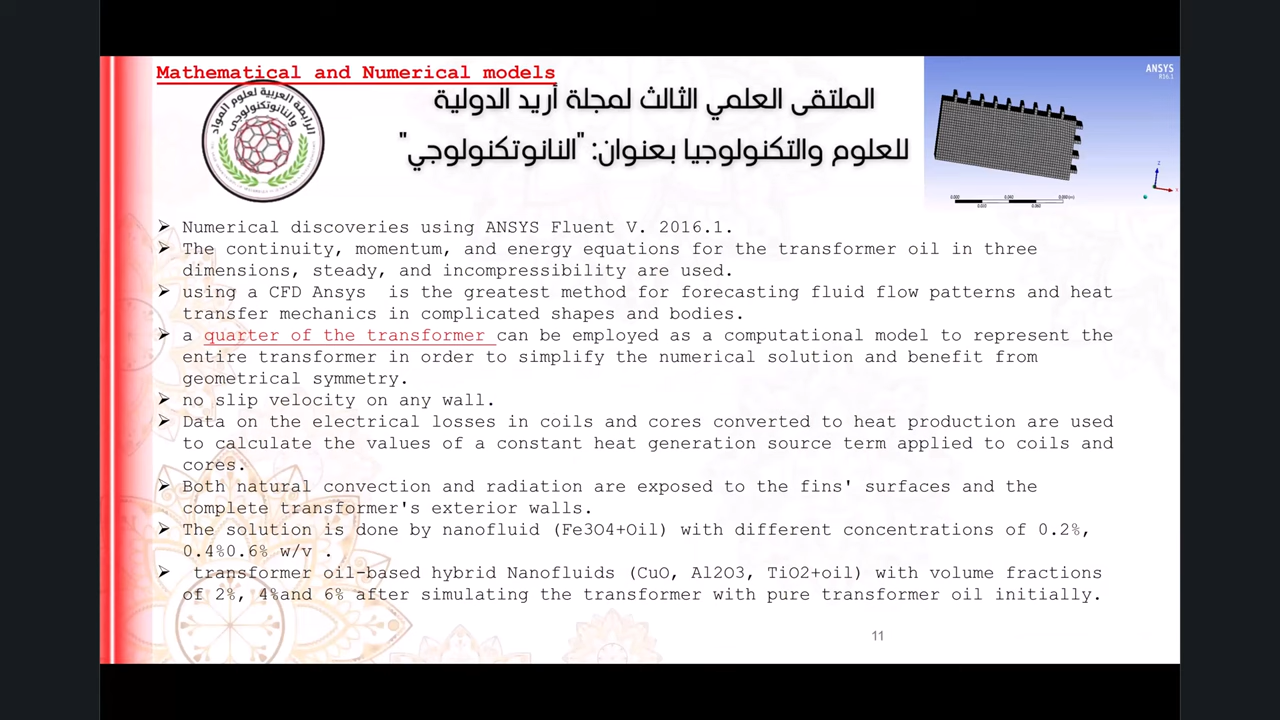 Mathematical and Numerical models
الملتقى العلمي الثالث لمجلة أريد الدولية
للعلوم والتكنولوجيا بعنوان: "النانوتكنولوجي"
الرابطة العربية لعلوم المواد
والنانوتكنولوجي
ANSYS
R16.1
0.000
Numerical discoveries using ANSYS Fluent V. 2016.1.
The continuity, momentum, and energy equations for the transformer oil in three
dimensions, steady, and incompressibility are used.
using a CFD Ansys is the greatest method for forecasting fluid flow patterns and heat
transfer mechanics in complicated shapes and bodies.
a quarter of the transformer can be employed as a computational model to represent the
entire transformer in order to simplify the numerical solution and benefit from
geometrical symmetry.
no slip velocity on any wall.
Data on the electrical losses in coils and cores converted to heat production are used
to calculate the values of a constant heat generation source term applied to coils and
cores.
Both natural convection and radiation are exposed to the fins' surfaces and the
complete transformer's exterior walls.
The solution is done by nanofluid (Fe3O4+Oil) with different concentrations of 0.2%,
0.4%0.6% w/v .
transformer oil-based hybrid Nanofluids (CuO, Al2O3, TiO2+oil) with volume fractions
of 2%, 4%and 6% after simulating the transformer with pure transformer oil initially.
11